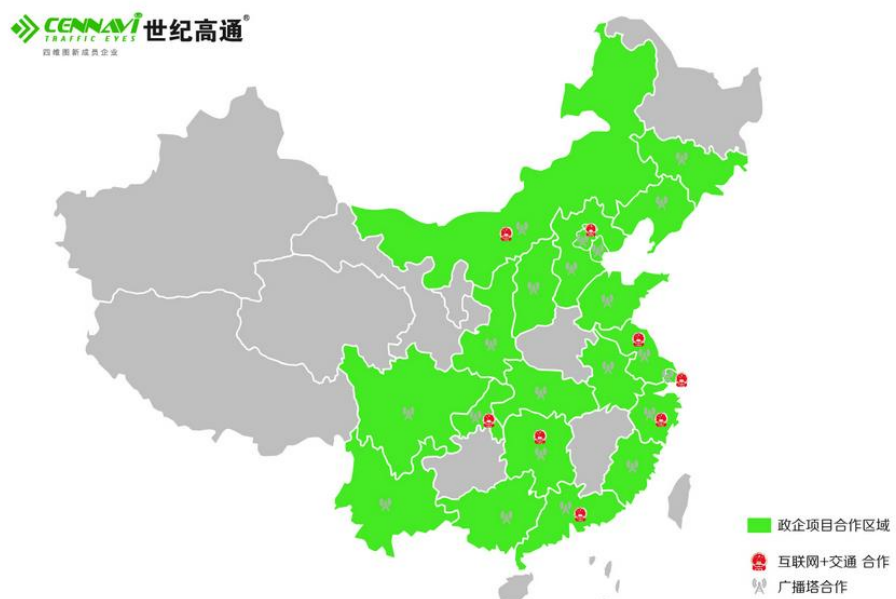 CENNAVi 世纪高通®
TRAFFIC EYES
四维图新成员企业
政企项目合作区域
互联网+交通 合作
广播塔合作